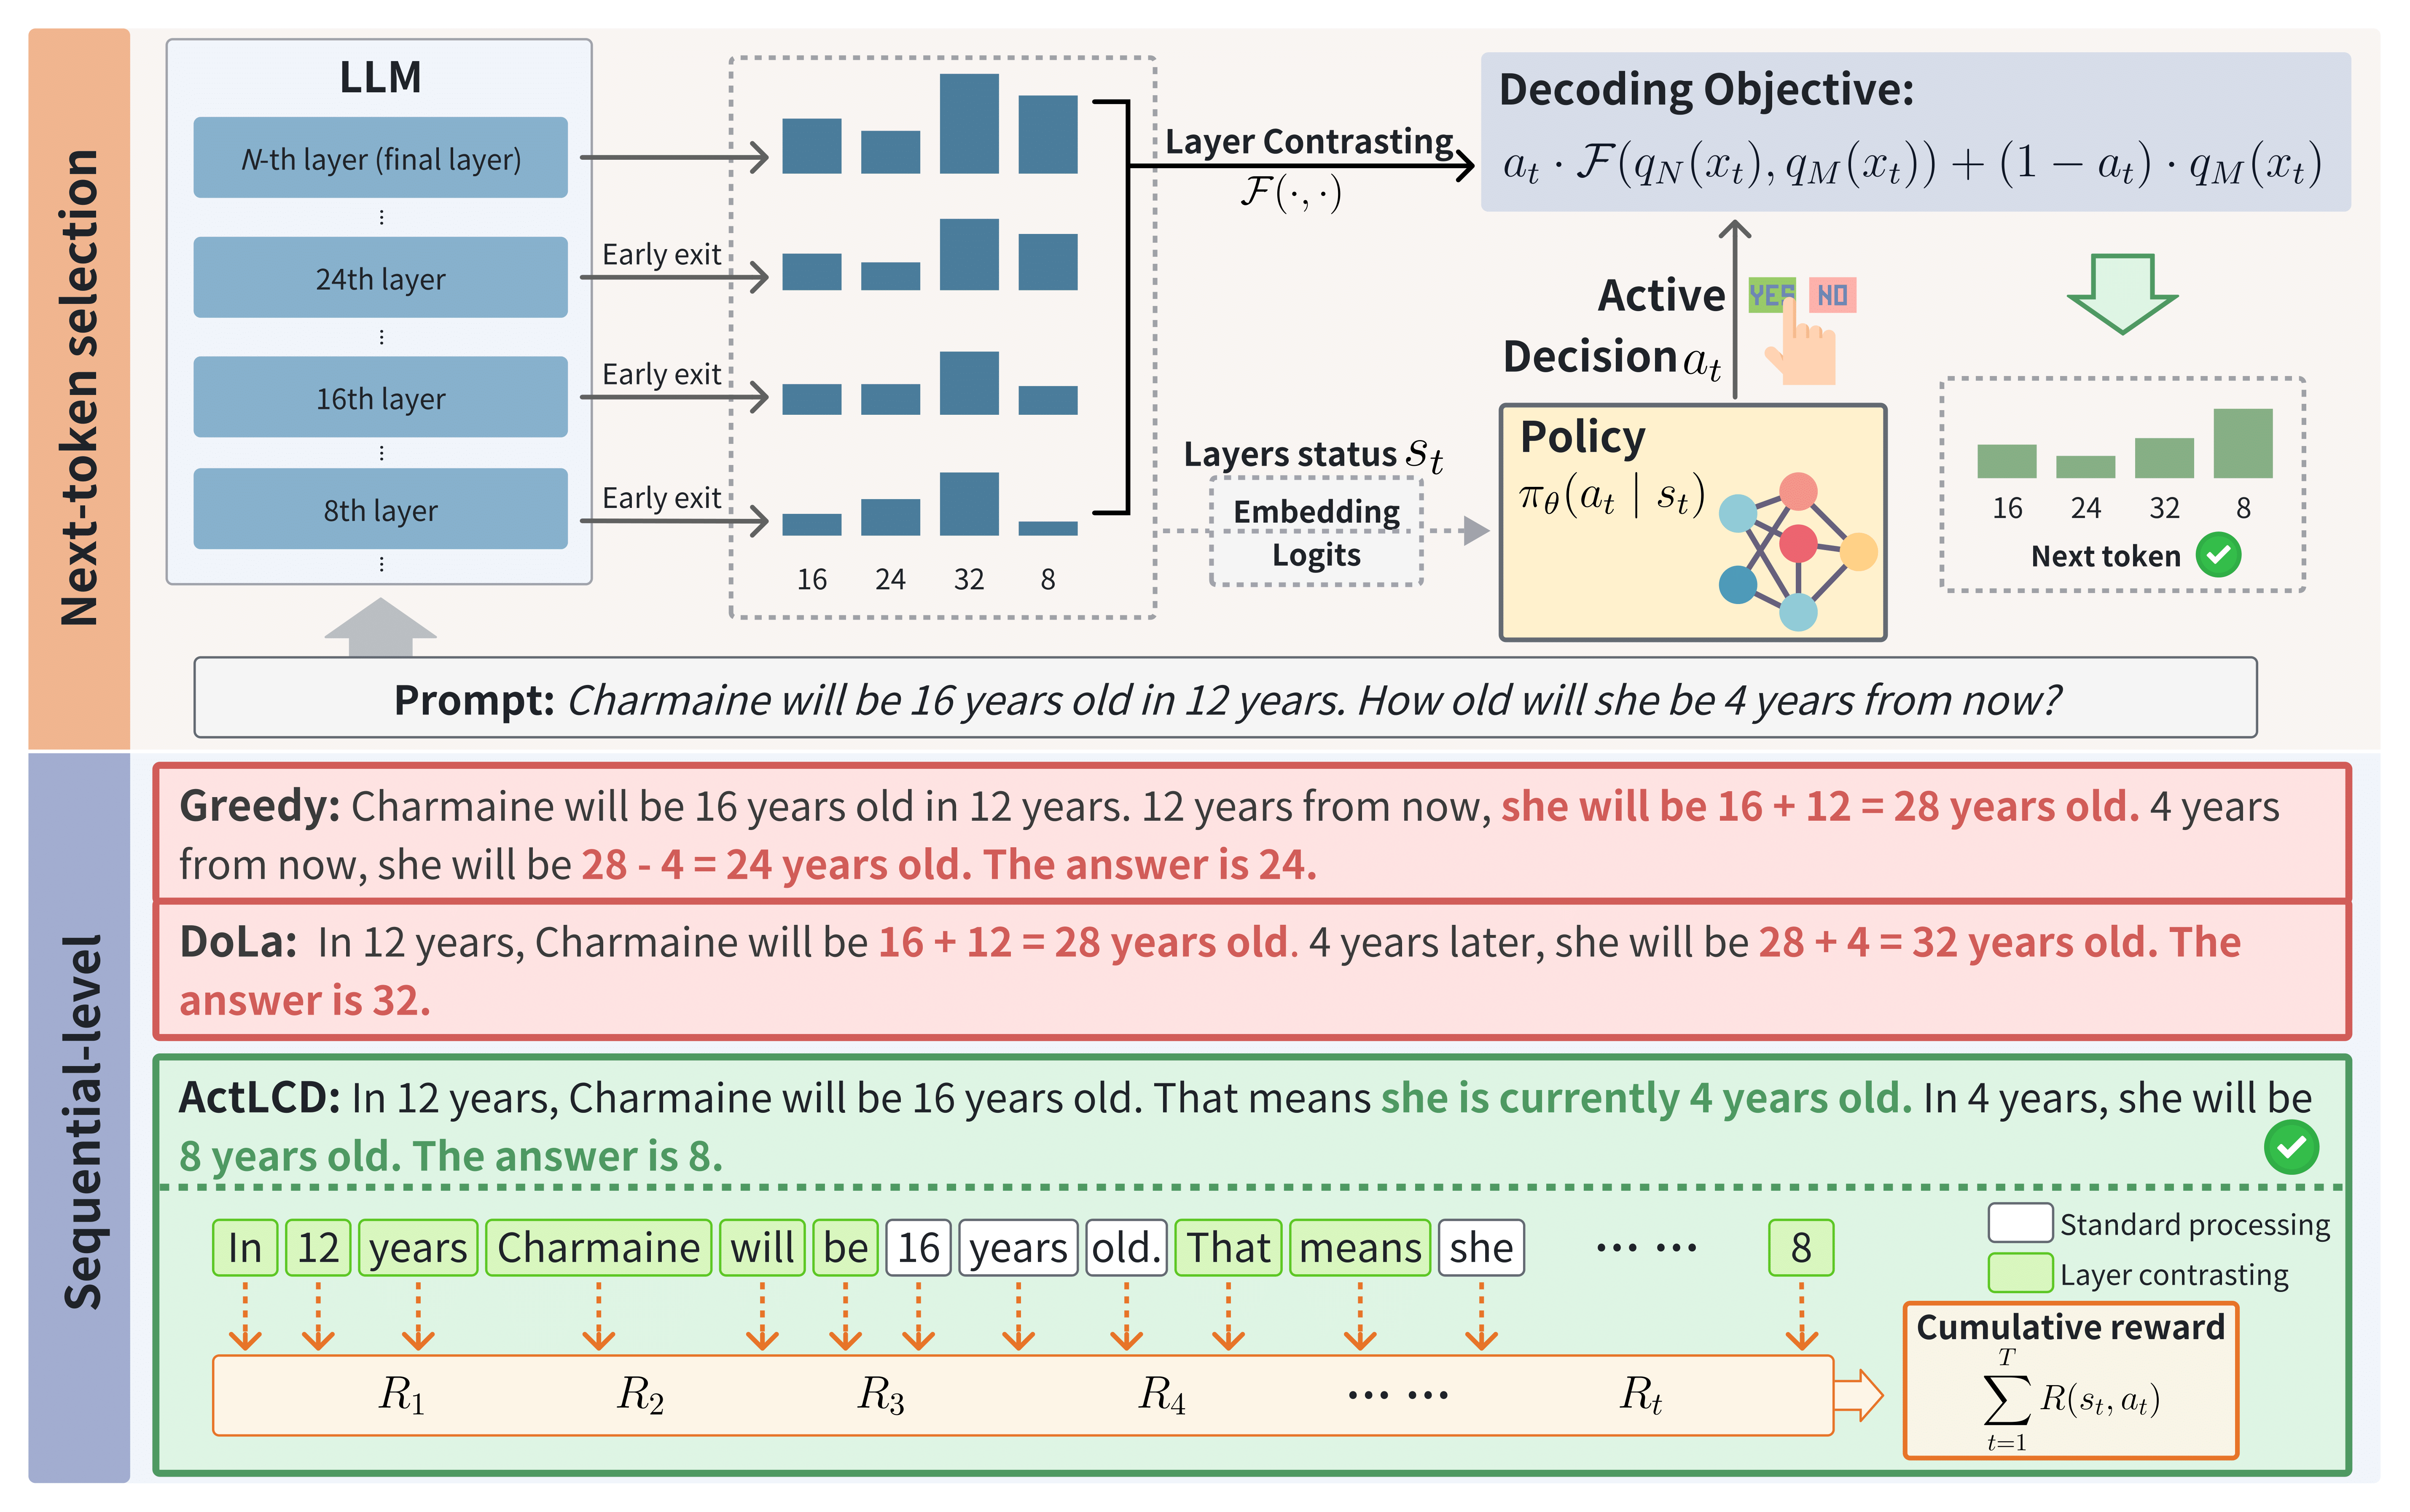 Next-token selection
LLM
N-th layer (final layer)
⋮
24th layer
⋮
16th layer
⋮
8th layer
⋮
Early exit
Early exit
Early exit
16 24 32 8
Layer Contrasting
𝓕(·,·)
Decoding Objective:
a_t · 𝓕(q_N(x_t), q_M(x_t)) + (1 − a_t) · q_M(x_t)
Active
Decision a_t
YES NO
Layers status s_t
Embedding
Logits
Policy
π_θ(a_t | s_t)
16 24 32 8
Next token
Prompt: Charmaine will be 16 years old in 12 years. How old will she be 4 years from now?
Sequential-level
Greedy: Charmaine will be 16 years old in 12 years. 12 years from now, she will be 16 + 12 = 28 years old. 4 years
from now, she will be 28 - 4 = 24 years old. The answer is 24.
DoLa: In 12 years, Charmaine will be 16 + 12 = 28 years old. 4 years later, she will be 28 + 4 = 32 years old. The
answer is 32.
ActLCD: In 12 years, Charmaine will be 16 years old. That means she is currently 4 years old. In 4 years, she will be
8 years old. The answer is 8.
In 12 years Charmaine will be 16 years old. That means she ... ... 8
Standard processing
Layer contrasting
R_1 R_2 R_3 R_4 ... ... R_t
Cumulative reward
∑_{t=1}^{T} R(s_t, a_t)